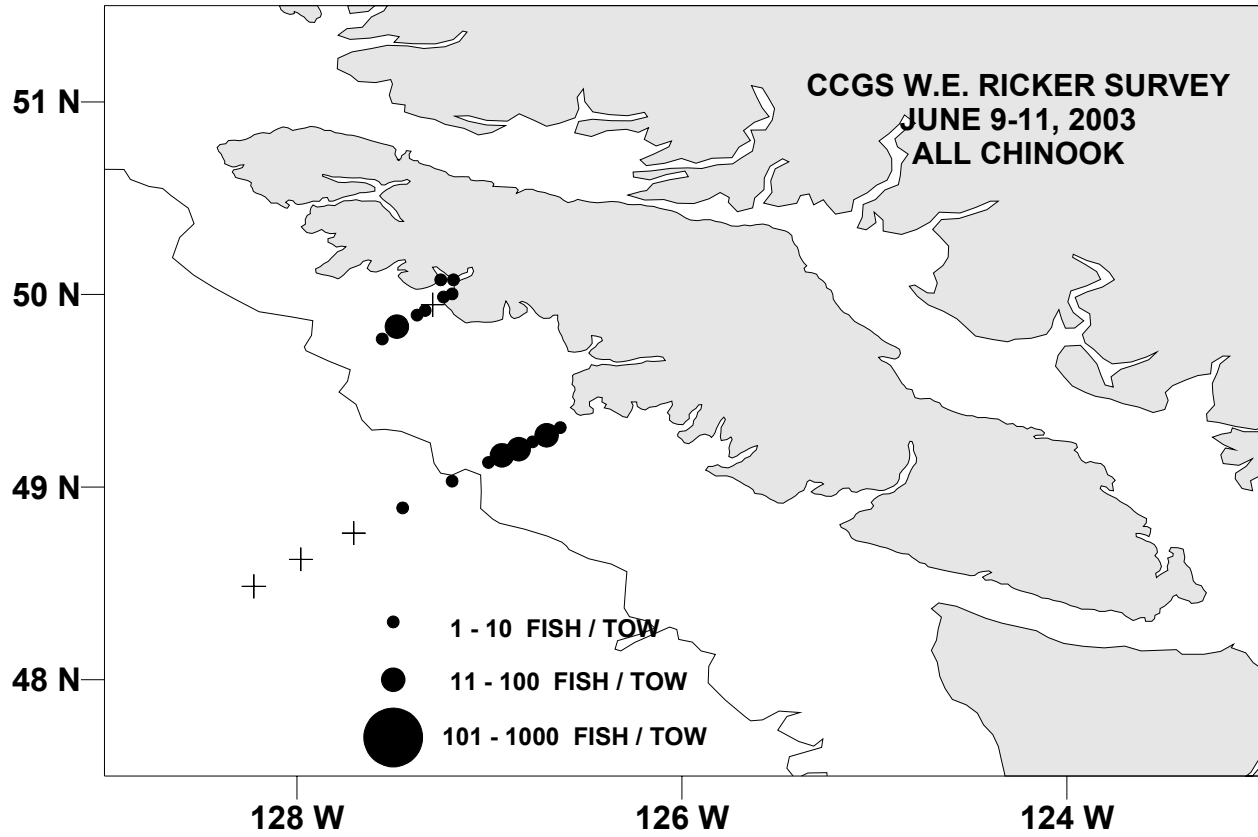 CCGS W.E. RICKER SURVEY
JUNE 9-11, 2003
ALL CHINOOK
51 N
50 N
49 N
48 N
1 - 10 FISH / TOW
11 - 100 FISH / TOW
101 - 1000 FISH / TOW
128 W
126 W
124 W